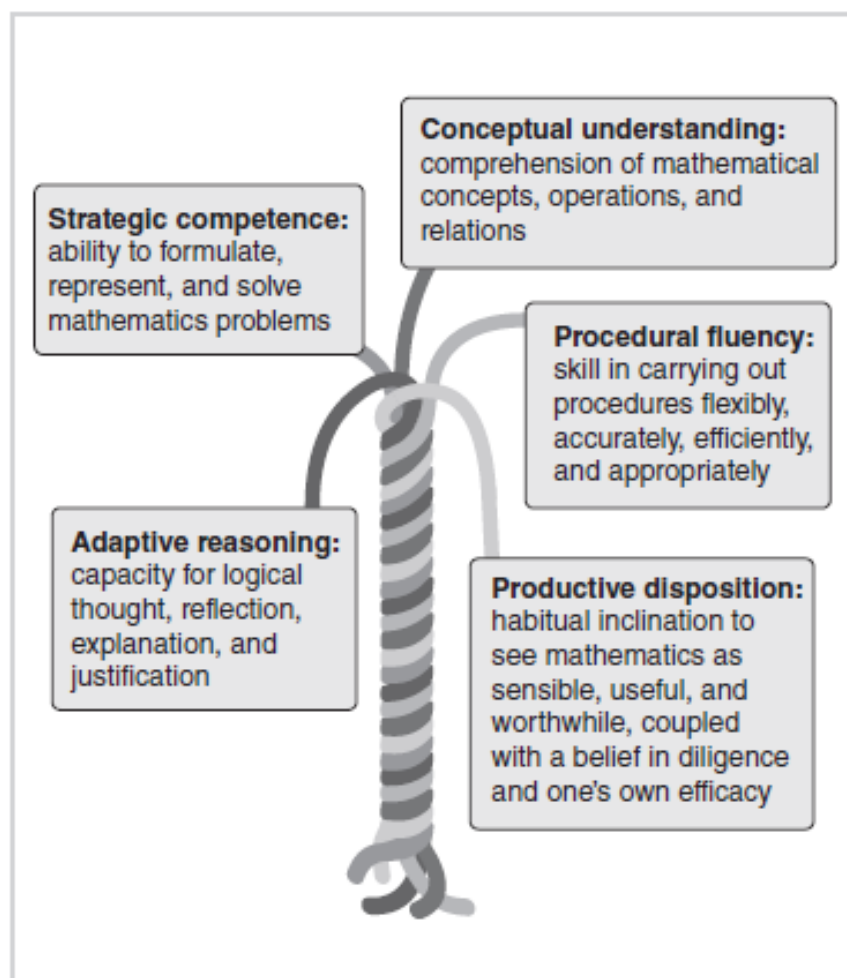 Conceptual understanding:
comprehension of mathematical
concepts, operations, and
relations
Strategic competence:
ability to formulate,
represent, and solve
mathematics problems
Procedural fluency:
skill in carrying out
procedures flexibly,
accurately, efficiently,
and appropriately
Adaptive reasoning:
capacity for logical
thought, reflection,
explanation, and
justification
Productive disposition:
habitual inclination to
see mathematics as
sensible, useful, and
worthwhile, coupled
with a belief in diligence
and one's own efficacy